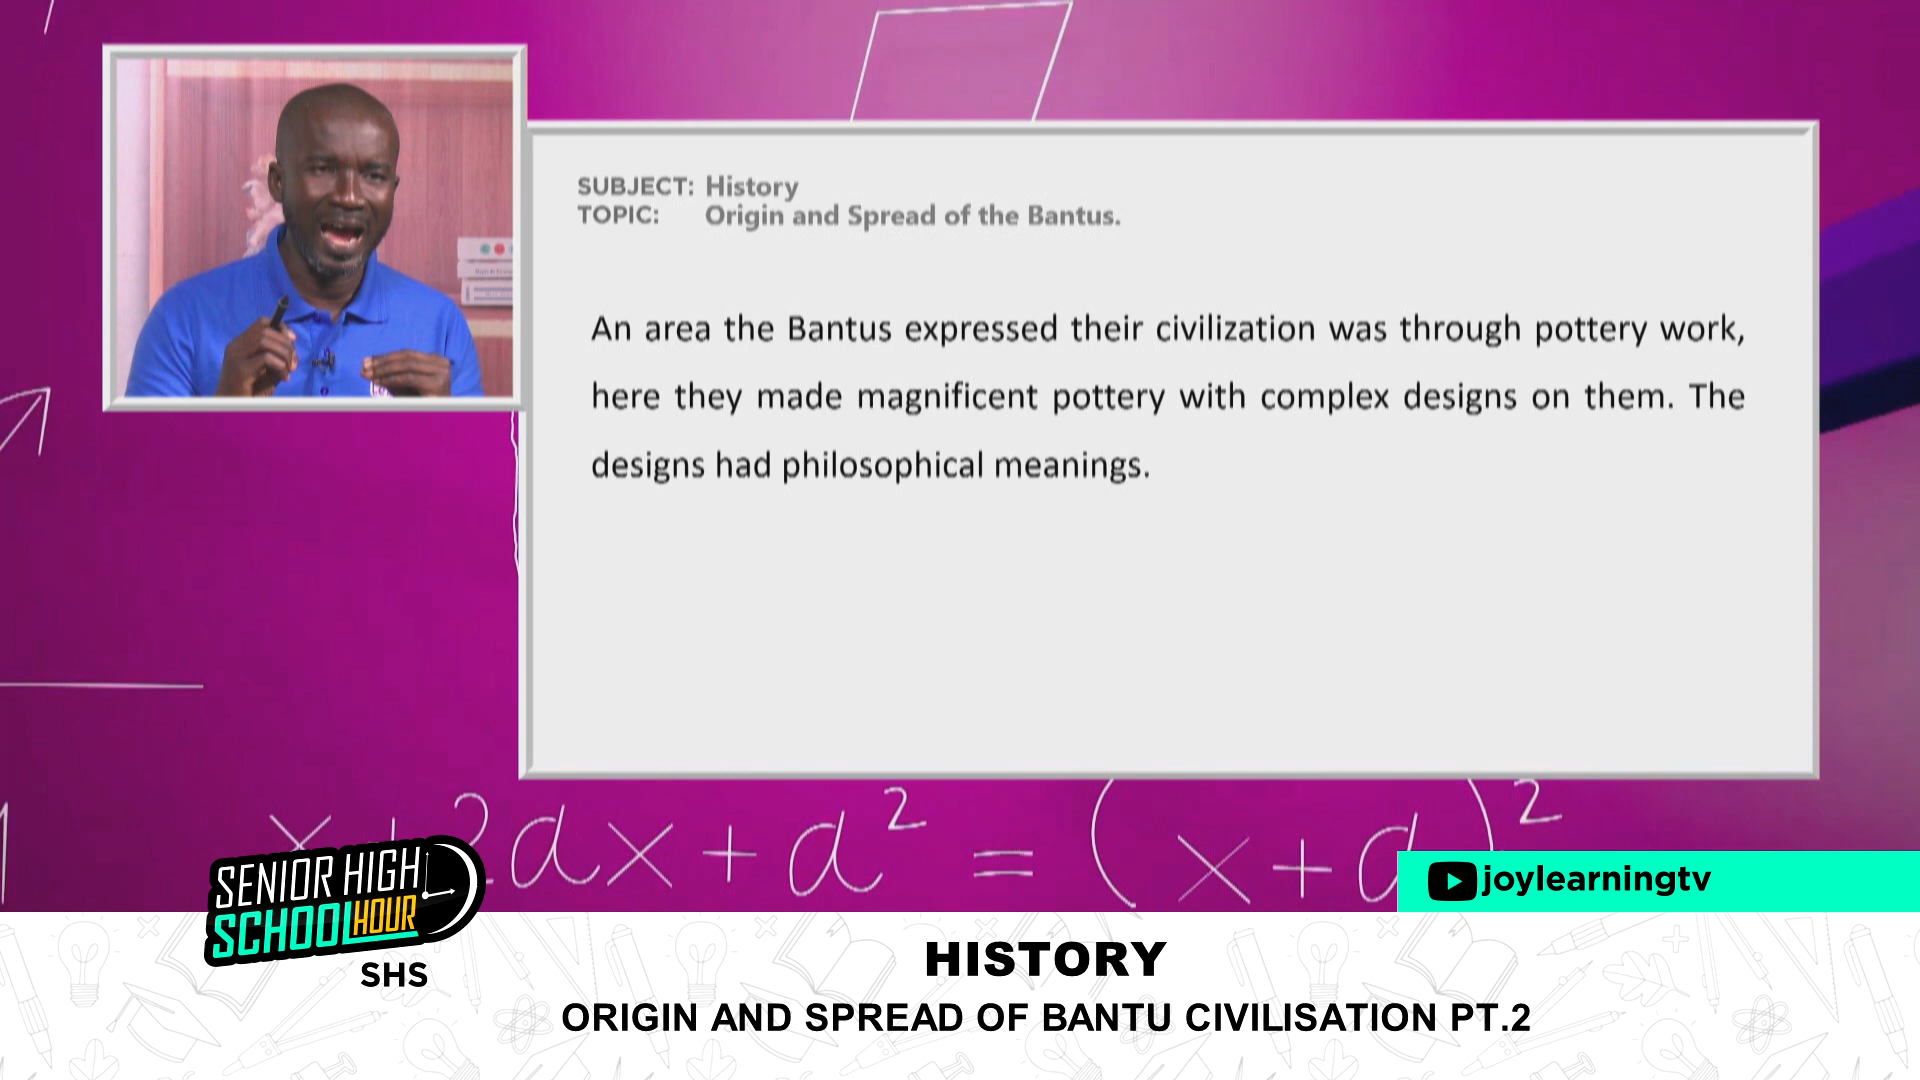 SUBJECT: History
TOPIC: Origin and Spread of the Bantus.
An area the Bantus expressed their civilization was through pottery work,
here they made magnificent pottery with complex designs on them. The
designs had philosophical meanings.
x + 2ax + a² = (x + a)²
SENIOR HIGH
SCHOOL HOUR
SHS
joylearningtv
HISTORY
ORIGIN AND SPREAD OF BANTU CIVILISATION PT.2